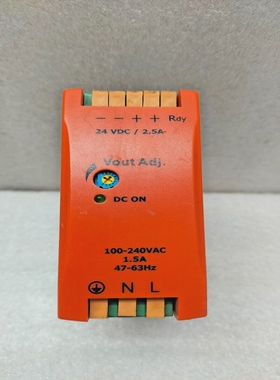 − − + + Rdy
24 VDC / 2.5A
Vout Adj.
DC ON
100-240VAC
1.5A
47-63Hz
N L